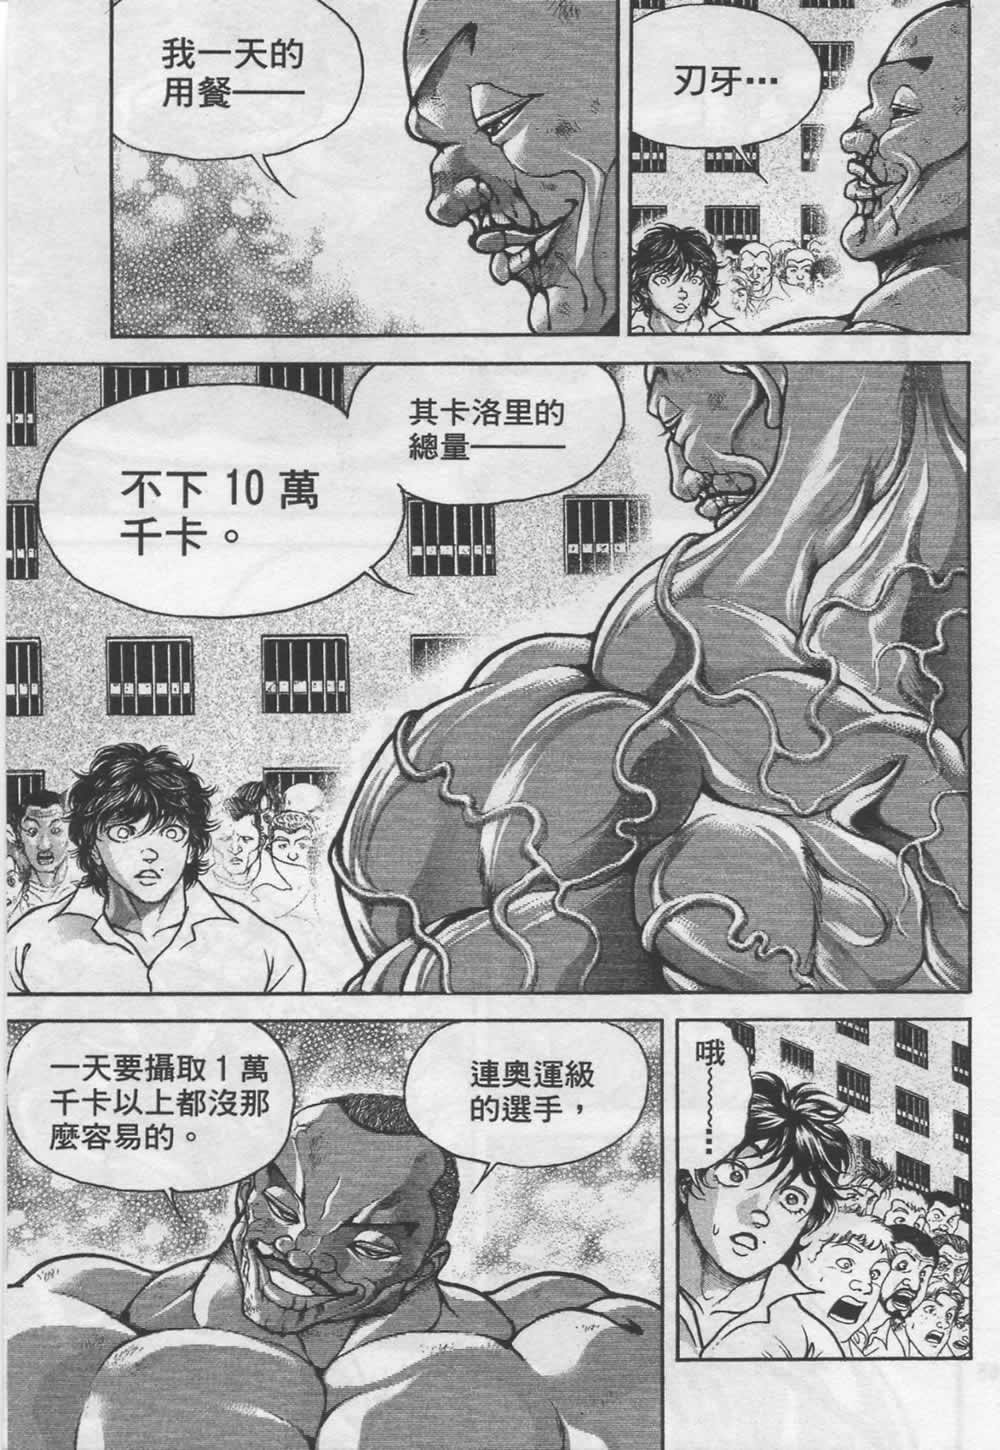 刃牙…
我一天的
用餐——
其卡洛里的
總量———
不下10萬
千卡。
哦……
連奧運級
的選手，
一天要攝取1萬
千卡以上都沒那
麼容易的。